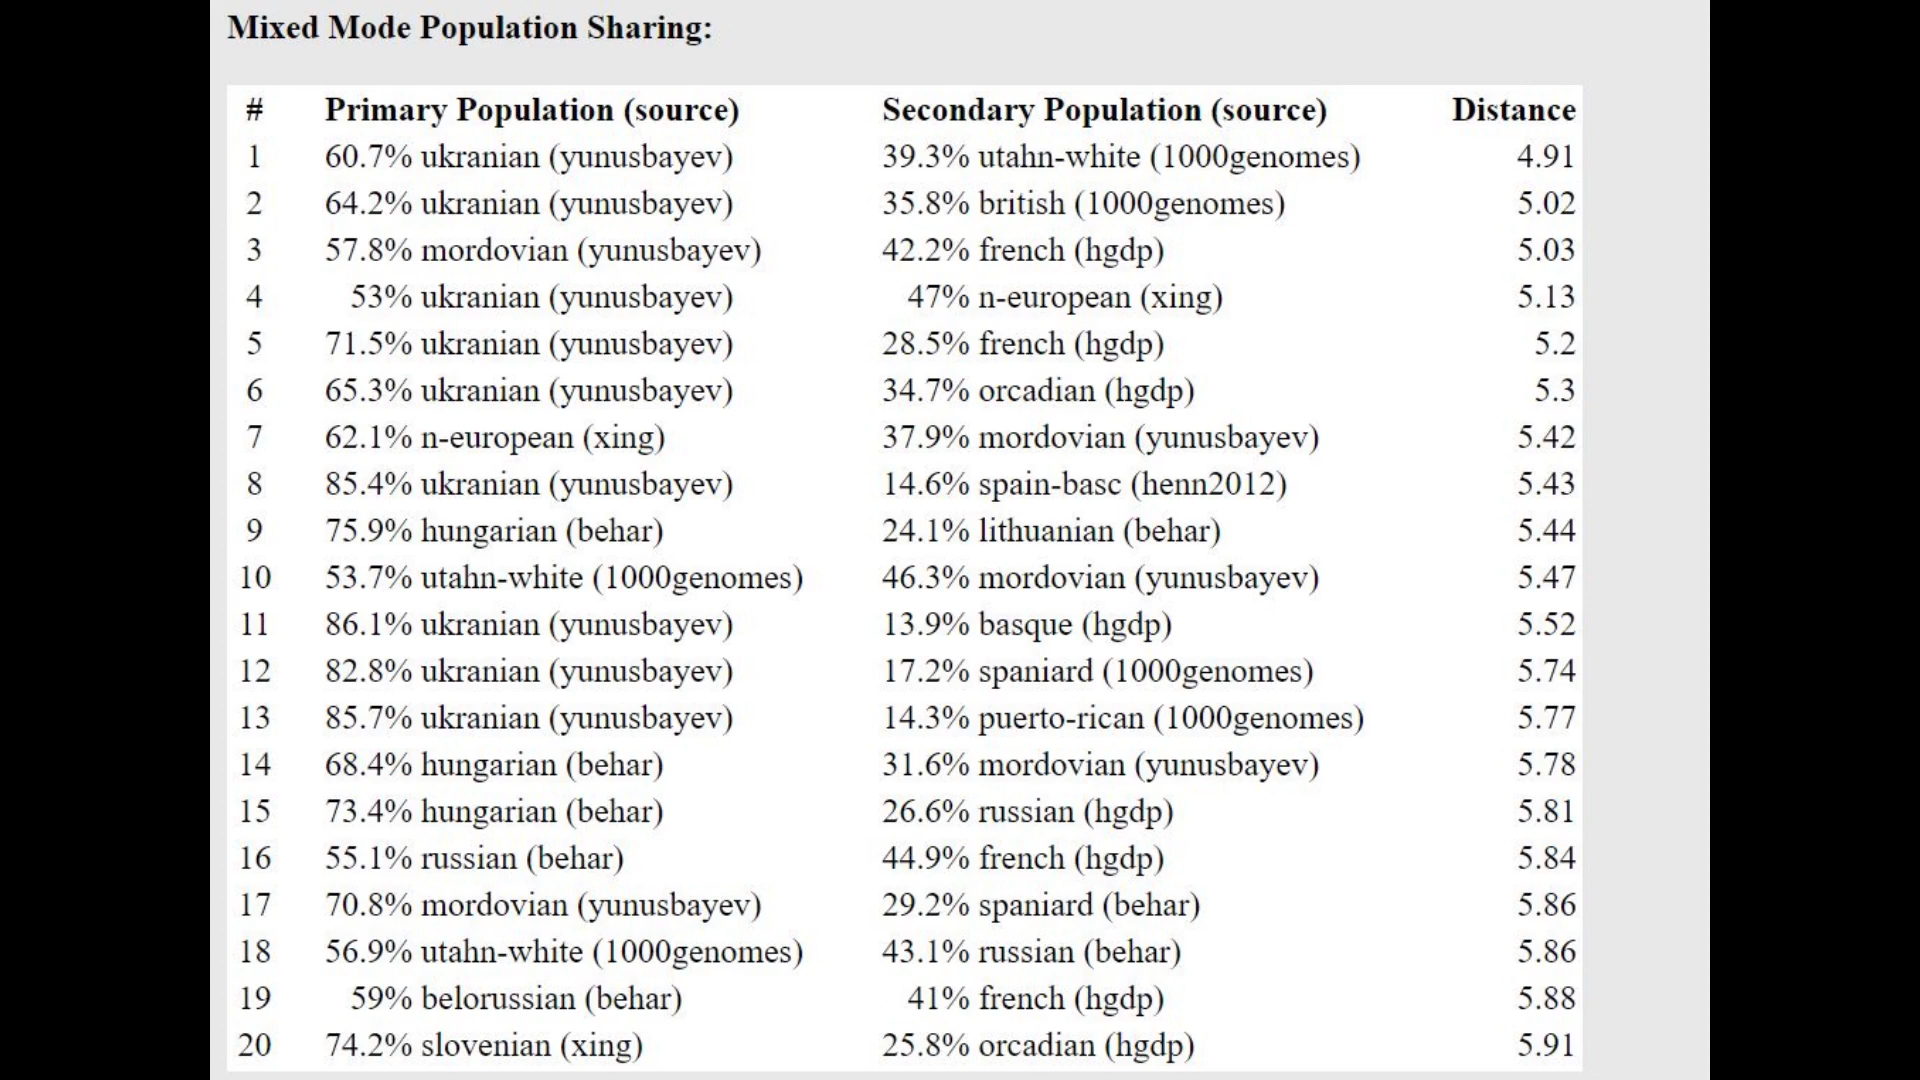 Mixed Mode Population Sharing:
# Primary Population (source) Secondary Population (source) Distance
1 60.7% ukranian (yunusbayev) 39.3% utahn-white (1000genomes) 4.91
2 64.2% ukranian (yunusbayev) 35.8% british (1000genomes) 5.02
3 57.8% mordovian (yunusbayev) 42.2% french (hgdp) 5.03
4 53% ukranian (yunusbayev) 47% n-european (xing) 5.13
5 71.5% ukranian (yunusbayev) 28.5% french (hgdp) 5.2
6 65.3% ukranian (yunusbayev) 34.7% orcadian (hgdp) 5.3
7 62.1% n-european (xing) 37.9% mordovian (yunusbayev) 5.42
8 85.4% ukranian (yunusbayev) 14.6% spain-basc (henn2012) 5.43
9 75.9% hungarian (behar) 24.1% lithuanian (behar) 5.44
10 53.7% utahn-white (1000genomes) 46.3% mordovian (yunusbayev) 5.47
11 86.1% ukranian (yunusbayev) 13.9% basque (hgdp) 5.52
12 82.8% ukranian (yunusbayev) 17.2% spaniard (1000genomes) 5.74
13 85.7% ukranian (yunusbayev) 14.3% puerto-rican (1000genomes) 5.77
14 68.4% hungarian (behar) 31.6% mordovian (yunusbayev) 5.78
15 73.4% hungarian (behar) 26.6% russian (hgdp) 5.81
16 55.1% russian (behar) 44.9% french (hgdp) 5.84
17 70.8% mordovian (yunusbayev) 29.2% spaniard (behar) 5.86
18 56.9% utahn-white (1000genomes) 43.1% russian (behar) 5.86
19 59% belorussian (behar) 41% french (hgdp) 5.88
20 74.2% slovenian (xing) 25.8% orcadian (hgdp) 5.91